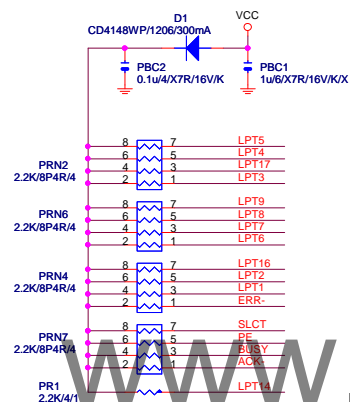 D1
VCC
CD4148WP/1206/300mA
PBC2
0.1u/4/X7R/16V/K
PBC1
1u/6/X7R/16V/K/X
8 7 LPT5
6 5 LPT4
PRN2
4 3 LPT17
2.2K/8P4R/4
2 1 LPT3
8 7 LPT9
PRN6
6 5 LPT8
2.2K/8P4R/4
4 3 LPT7
2 1 LPT6
8 7 LPT16
PRN4
6 5 LPT2
2.2K/8P4R/4
4 3 LPT1
2 1 ERR-
8 7 SLCT
PRN7
6 5 PE
2.2K/8P4R/4
4 3 BUSY
2 1 ACK-
PR1
LPT14
2.2K/4/1
WWW